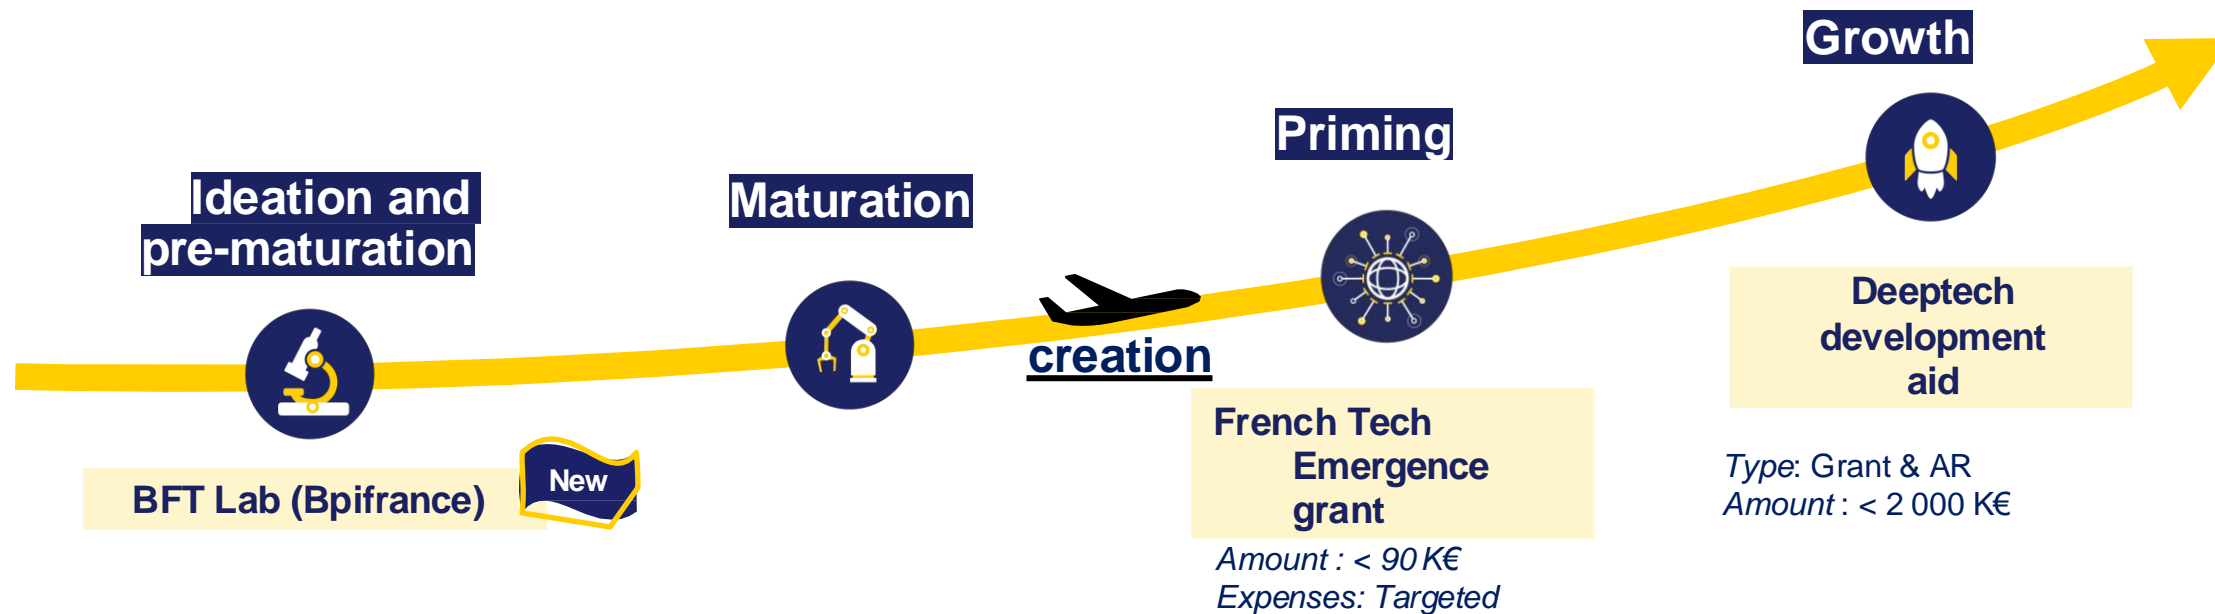 Ideation and
pre-maturation
BFT Lab (Bpifrance)
New
Maturation
creation
Priming
French Tech
Emergence
grant
Amount : < 90 K€
Expenses: Targeted
Growth
Deeptech
development
aid
Type: Grant & AR
Amount : < 2 000 K€